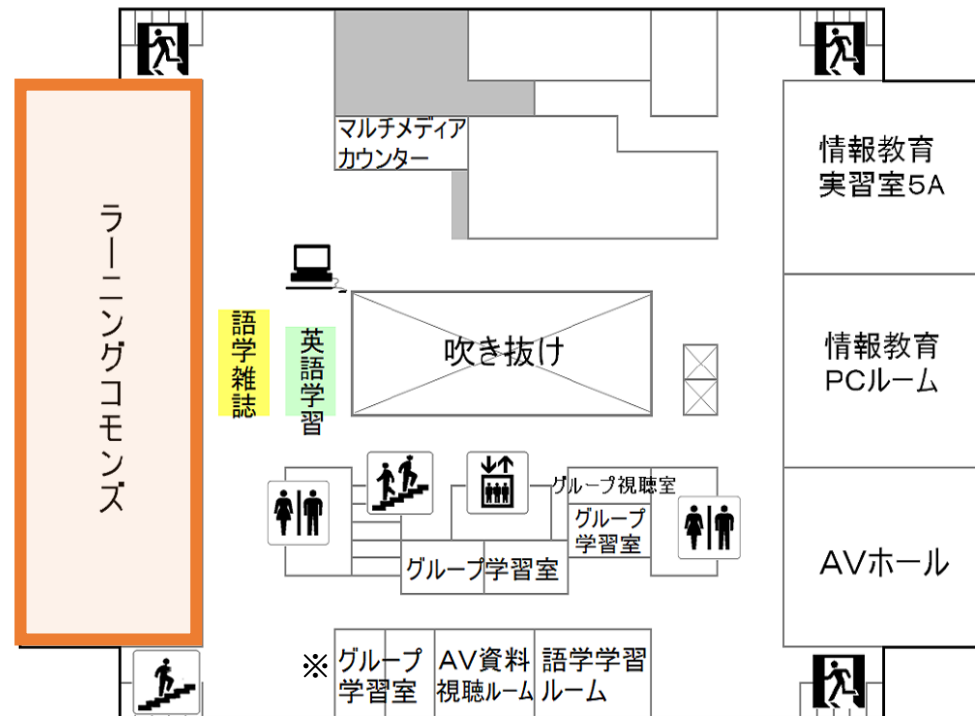 マルチメディア
カウンター
情報教育
実習室5A
ラーニングコモンズ
語学雑誌
英語学習
吹き抜け
情報教育
PCルーム
グループ視聴室
グループ
学習室
グループ学習室
AVホール
※
グループ
学習室
AV資料
視聴ルーム
語学学習
ルーム